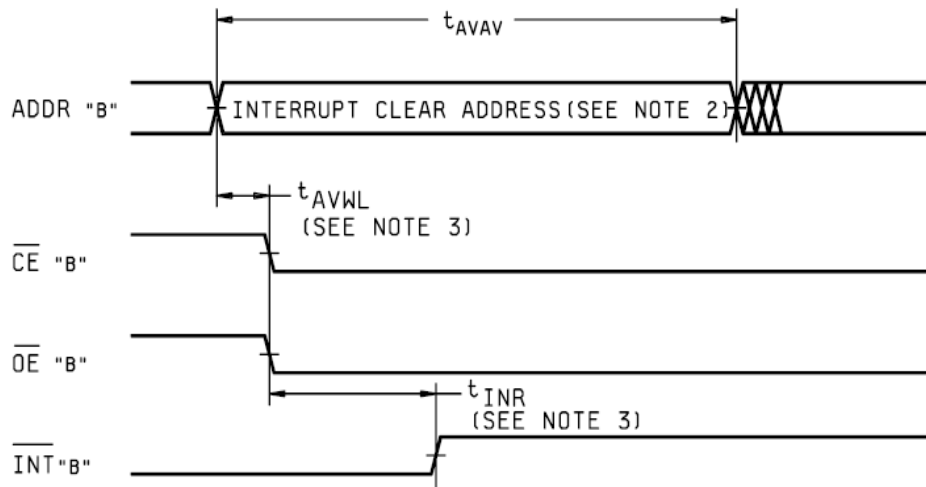 tAVAV
ADDR "B"
INTERRUPT CLEAR ADDRESS(SEE NOTE 2)
tAVWL
(SEE NOTE 3)
CE "B"
OE "B"
tINR
(SEE NOTE 3)
INT "B"